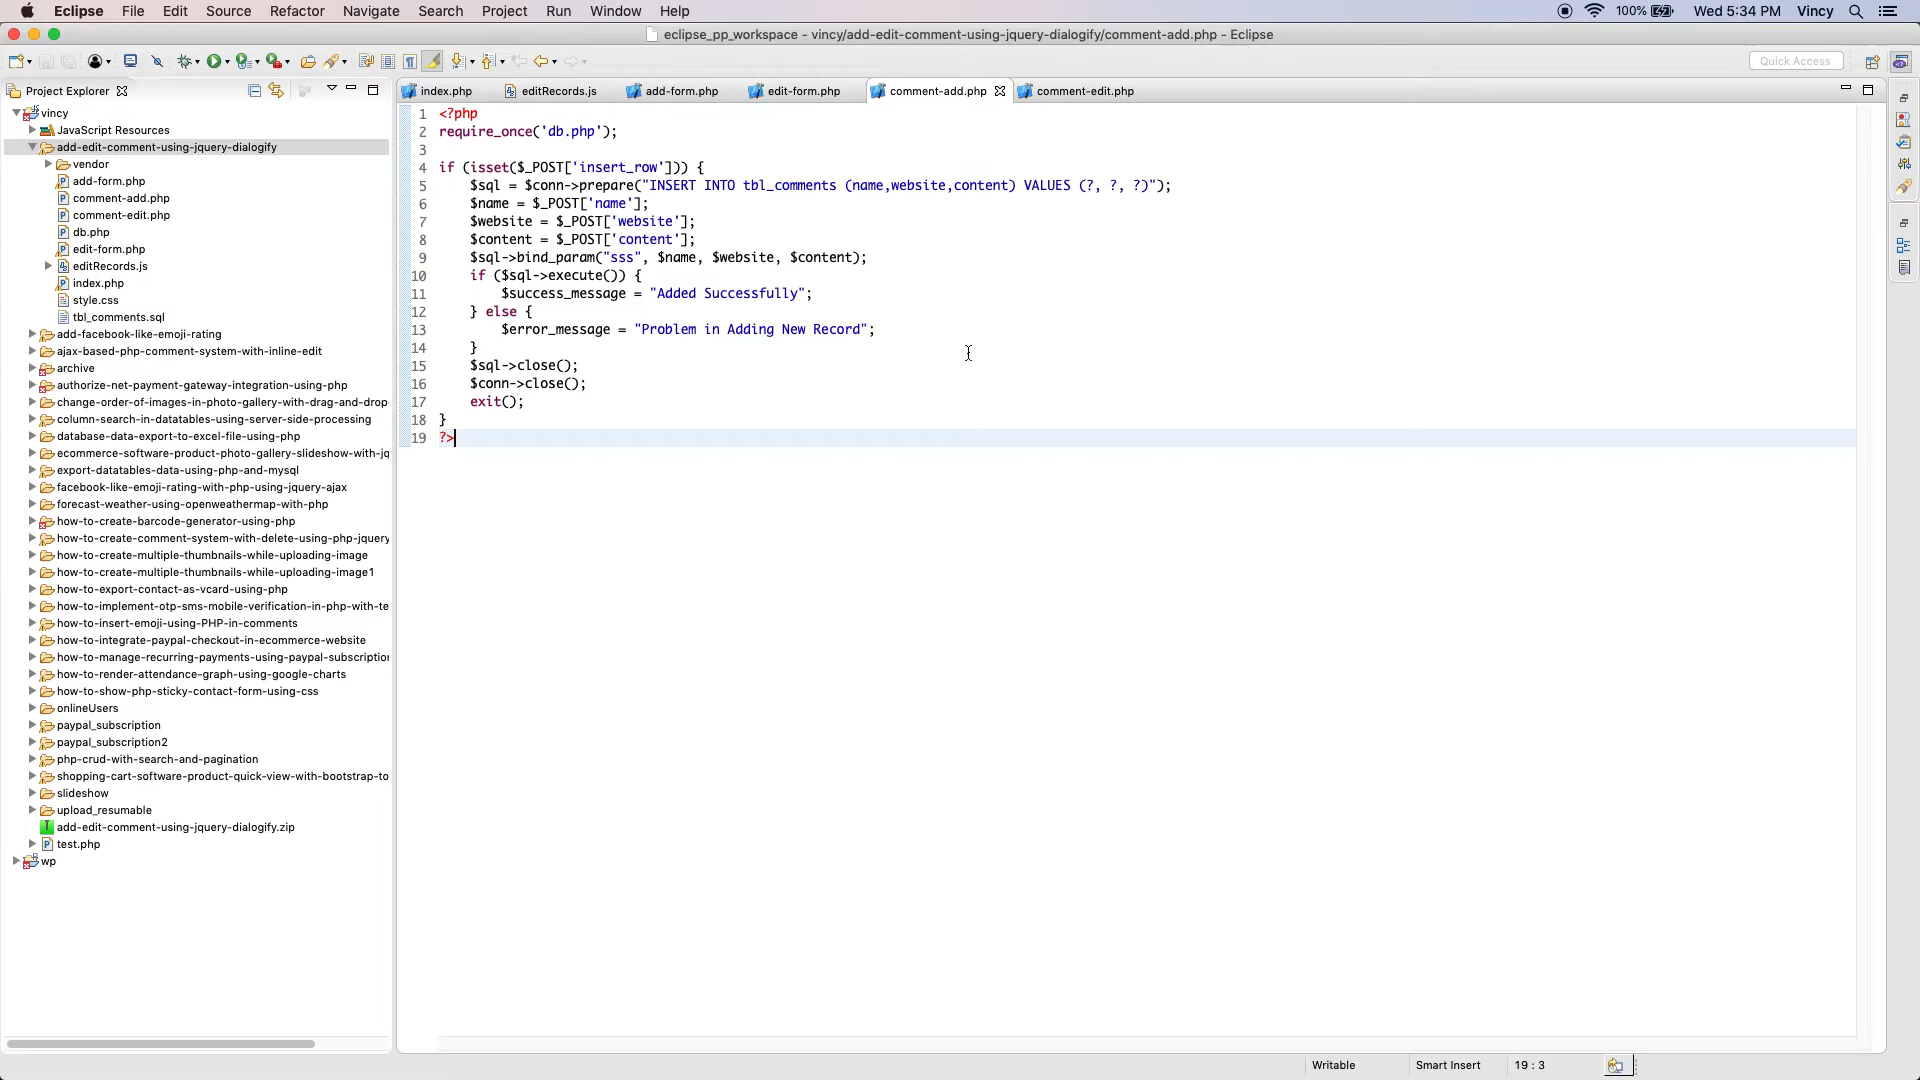 Eclipse File Edit Source Refactor Navigate Search Project Run Window Help 100% Wed 5:34 PM Vincy
eclipse_pp_workspace - vincy/add-edit-comment-using-jquery-dialogify/comment-add.php - Eclipse
Quick Access
Project Explorer
vincy
JavaScript Resources
add-edit-comment-using-jquery-dialogify
vendor
add-form.php
comment-add.php
comment-edit.php
db.php
edit-form.php
editRecords.js
index.php
style.css
tbl_comments.sql
add-facebook-like-emoji-rating
ajax-based-php-comment-system-with-inline-edit
archive
authorize-net-payment-gateway-integration-using-php
change-order-of-images-in-photo-gallery-with-drag-and-drop
column-search-in-datatables-using-server-side-processing
database-data-export-to-excel-file-using-php
ecommerce-software-product-photo-gallery-slideshow-with-jq
export-datatables-data-using-php-and-mysql
facebook-like-emoji-rating-with-php-using-jquery-ajax
forecast-weather-using-openweathermap-with-php
how-to-create-barcode-generator-using-php
how-to-create-comment-system-with-delete-using-php-jquery
how-to-create-multiple-thumbnails-while-uploading-image
how-to-create-multiple-thumbnails-while-uploading-image1
how-to-export-contact-as-vcard-using-php
how-to-implement-otp-sms-mobile-verification-in-php-with-te
how-to-insert-emoji-using-PHP-in-comments
how-to-integrate-paypal-checkout-in-ecommerce-website
how-to-manage-recurring-payments-using-paypal-subscription
how-to-render-attendance-graph-using-google-charts
how-to-show-php-sticky-contact-form-using-css
onlineUsers
paypal_subscription
paypal_subscription2
php-crud-with-search-and-pagination
shopping-cart-software-product-quick-view-with-bootstrap-to
slideshow
upload_resumable
add-edit-comment-using-jquery-dialogify.zip
test.php
wp
index.php editRecords.js add-form.php edit-form.php comment-add.php comment-edit.php
1 <?php
2 require_once('db.php');
3
4 if (isset($_POST['insert_row'])) {
5 $sql = $conn->prepare("INSERT INTO tbl_comments (name,website,content) VALUES (?, ?, ?)");
6 $name = $_POST['name'];
7 $website = $_POST['website'];
8 $content = $_POST['content'];
9 $sql->bind_param("sss", $name, $website, $content);
10 if ($sql->execute()) {
11 $success_message = "Added Successfully";
12 } else {
13 $error_message = "Problem in Adding New Record";
14 }
15 $sql->close();
16 $conn->close();
17 exit();
18 }
19 ?>
Writable Smart Insert 19 : 3